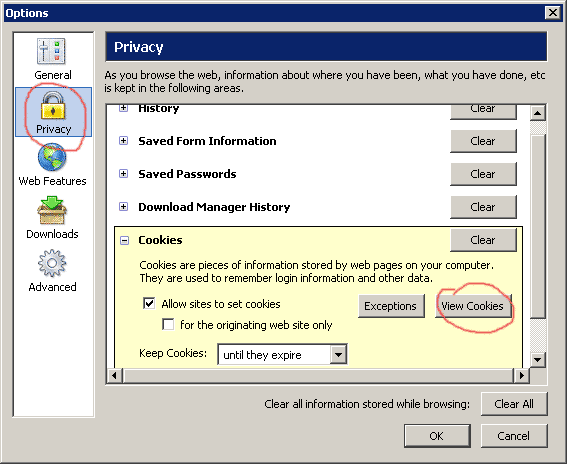 Options
General
Privacy
Web Features
Downloads
Advanced
Privacy
As you browse the web, information about where you have been, what you have done, etc
is kept in the following areas.
History Clear
Saved Form Information Clear
Saved Passwords Clear
Download Manager History Clear
Cookies Clear
Cookies are pieces of information stored by web pages on your computer.
They are used to remember login information and other data.
Allow sites to set cookies Exceptions View Cookies
for the originating web site only
Keep Cookies: until they expire
Clear all information stored while browsing: Clear All
OK Cancel